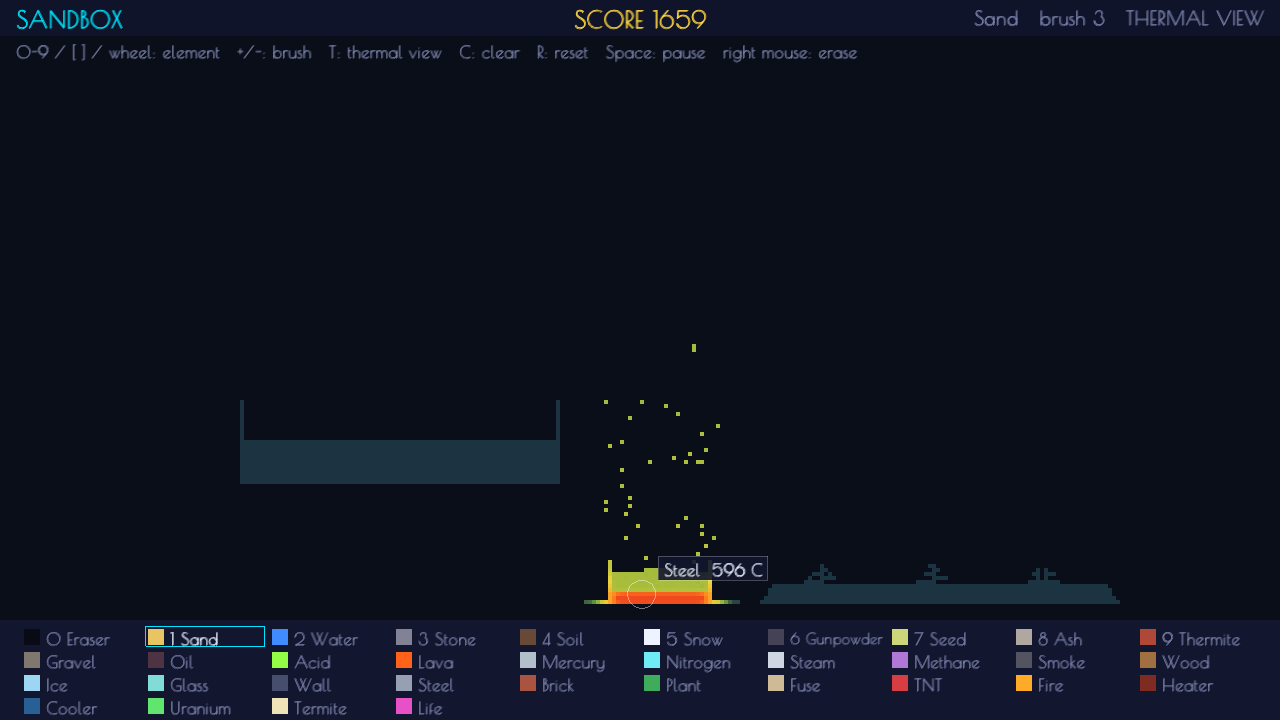 SANDBOX SCORE 1659 Sand brush 3 THERMAL VIEW
0-9 / [ ] / wheel: element +/-: brush T: thermal view C: clear R: reset Space: pause right mouse: erase
Steel 596 C
0 Eraser 1 Sand 2 Water 3 Stone 4 Soil 5 Snow 6 Gunpowder 7 Seed 8 Ash 9 Thermite
Gravel Oil Acid Lava Mercury Nitrogen Steam Methane Smoke Wood
Ice Glass Wall Steel Brick Plant Fuse TNT Fire Heater
Cooler Uranium Termite Life